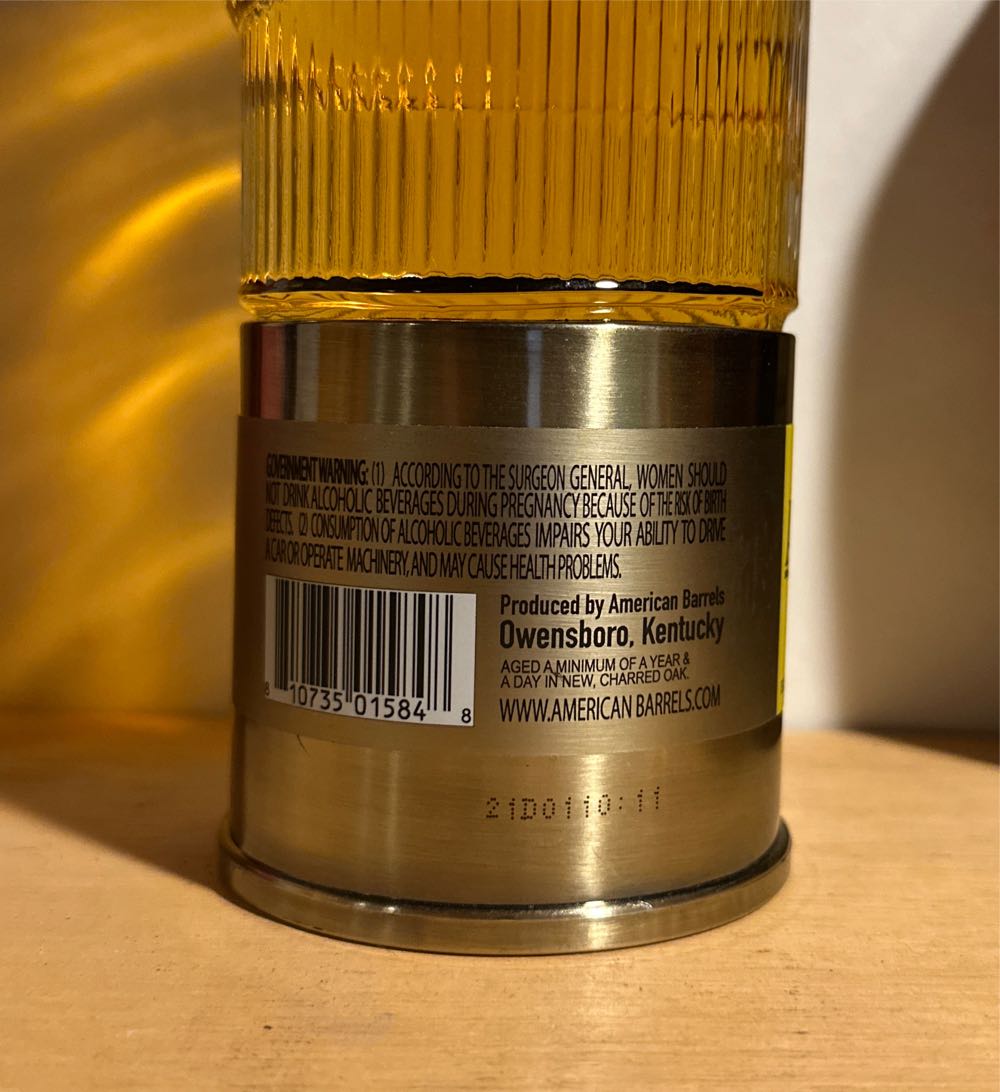 GOVERNMENT WARNING: (1) ACCORDING TO THE SURGEON GENERAL, WOMEN SHOULD
NOT DRINK ALCOHOLIC BEVERAGES DURING PREGNANCY BECAUSE OF THE RISK OF BIRTH
DEFECTS. (2) CONSUMPTION OF ALCOHOLIC BEVERAGES IMPAIRS YOUR ABILITY TO DRIVE
A CAR OR OPERATE MACHINERY, AND MAY CAUSE HEALTH PROBLEMS.
Produced by American Barrels
Owensboro, Kentucky
AGED A MINIMUM OF A YEAR &
A DAY IN NEW, CHARRED OAK.
WWW.AMERICAN BARRELS.COM
8 10735 01584 8
21D0110:11